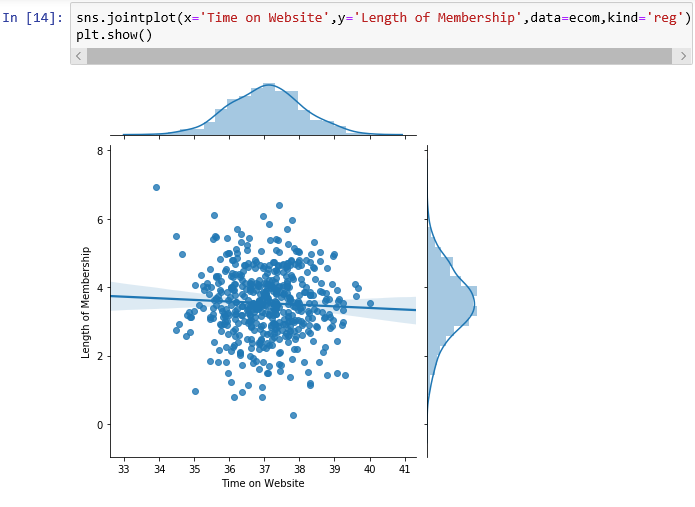 In [14]: sns.jointplot(x='Time on Website',y='Length of Membership',data=ecom,kind='reg')
plt.show()
8
6
4
2
0
Length of Membership
33 34 35 36 37 38 39 40 41
Time on Website